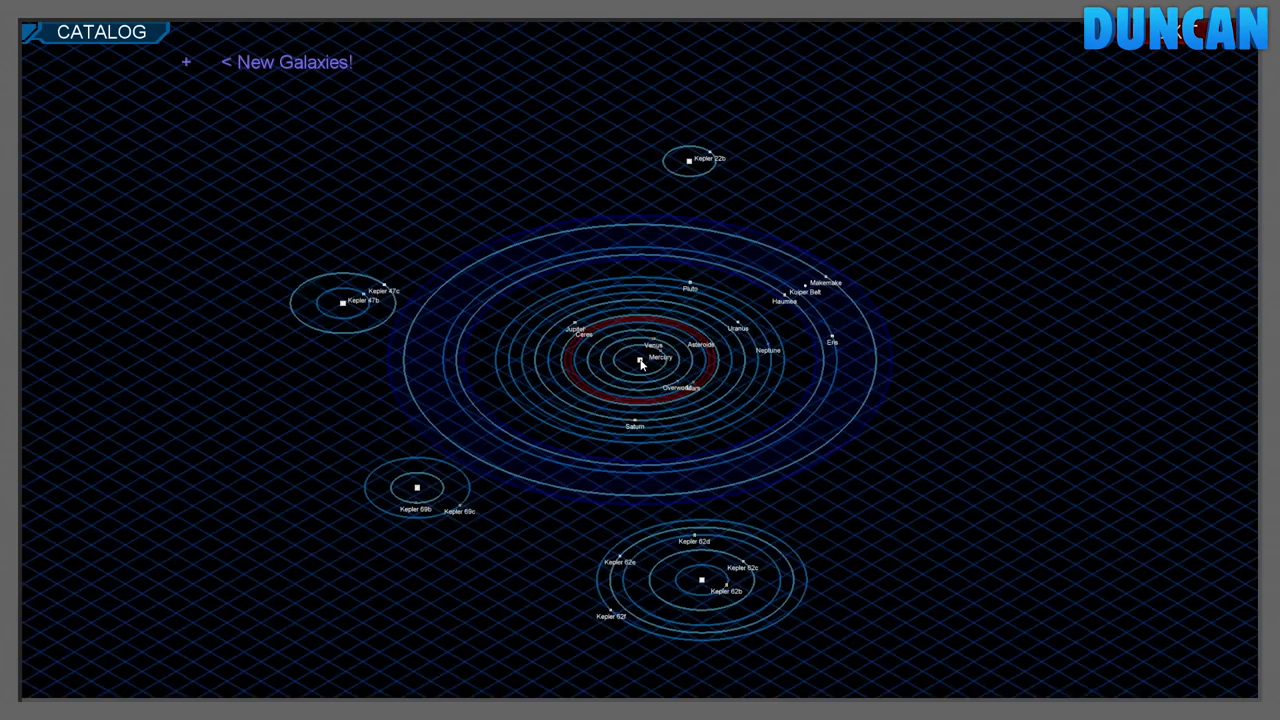 CATALOG
DUNCAN
+ < New Galaxies!
Kepler 22b
Kepler 47c
Kepler 47b
Makemake
Kuiper Belt
Haumea
Pluto
Uranus
Jupiter
Ceres
Eris
Venus
Asteroids
Neptune
Mercury
Overworld
Mars
Saturn
Kepler 69b
Kepler 69c
Kepler 62d
Kepler 62e
Kepler 62c
Kepler 62b
Kepler 62f